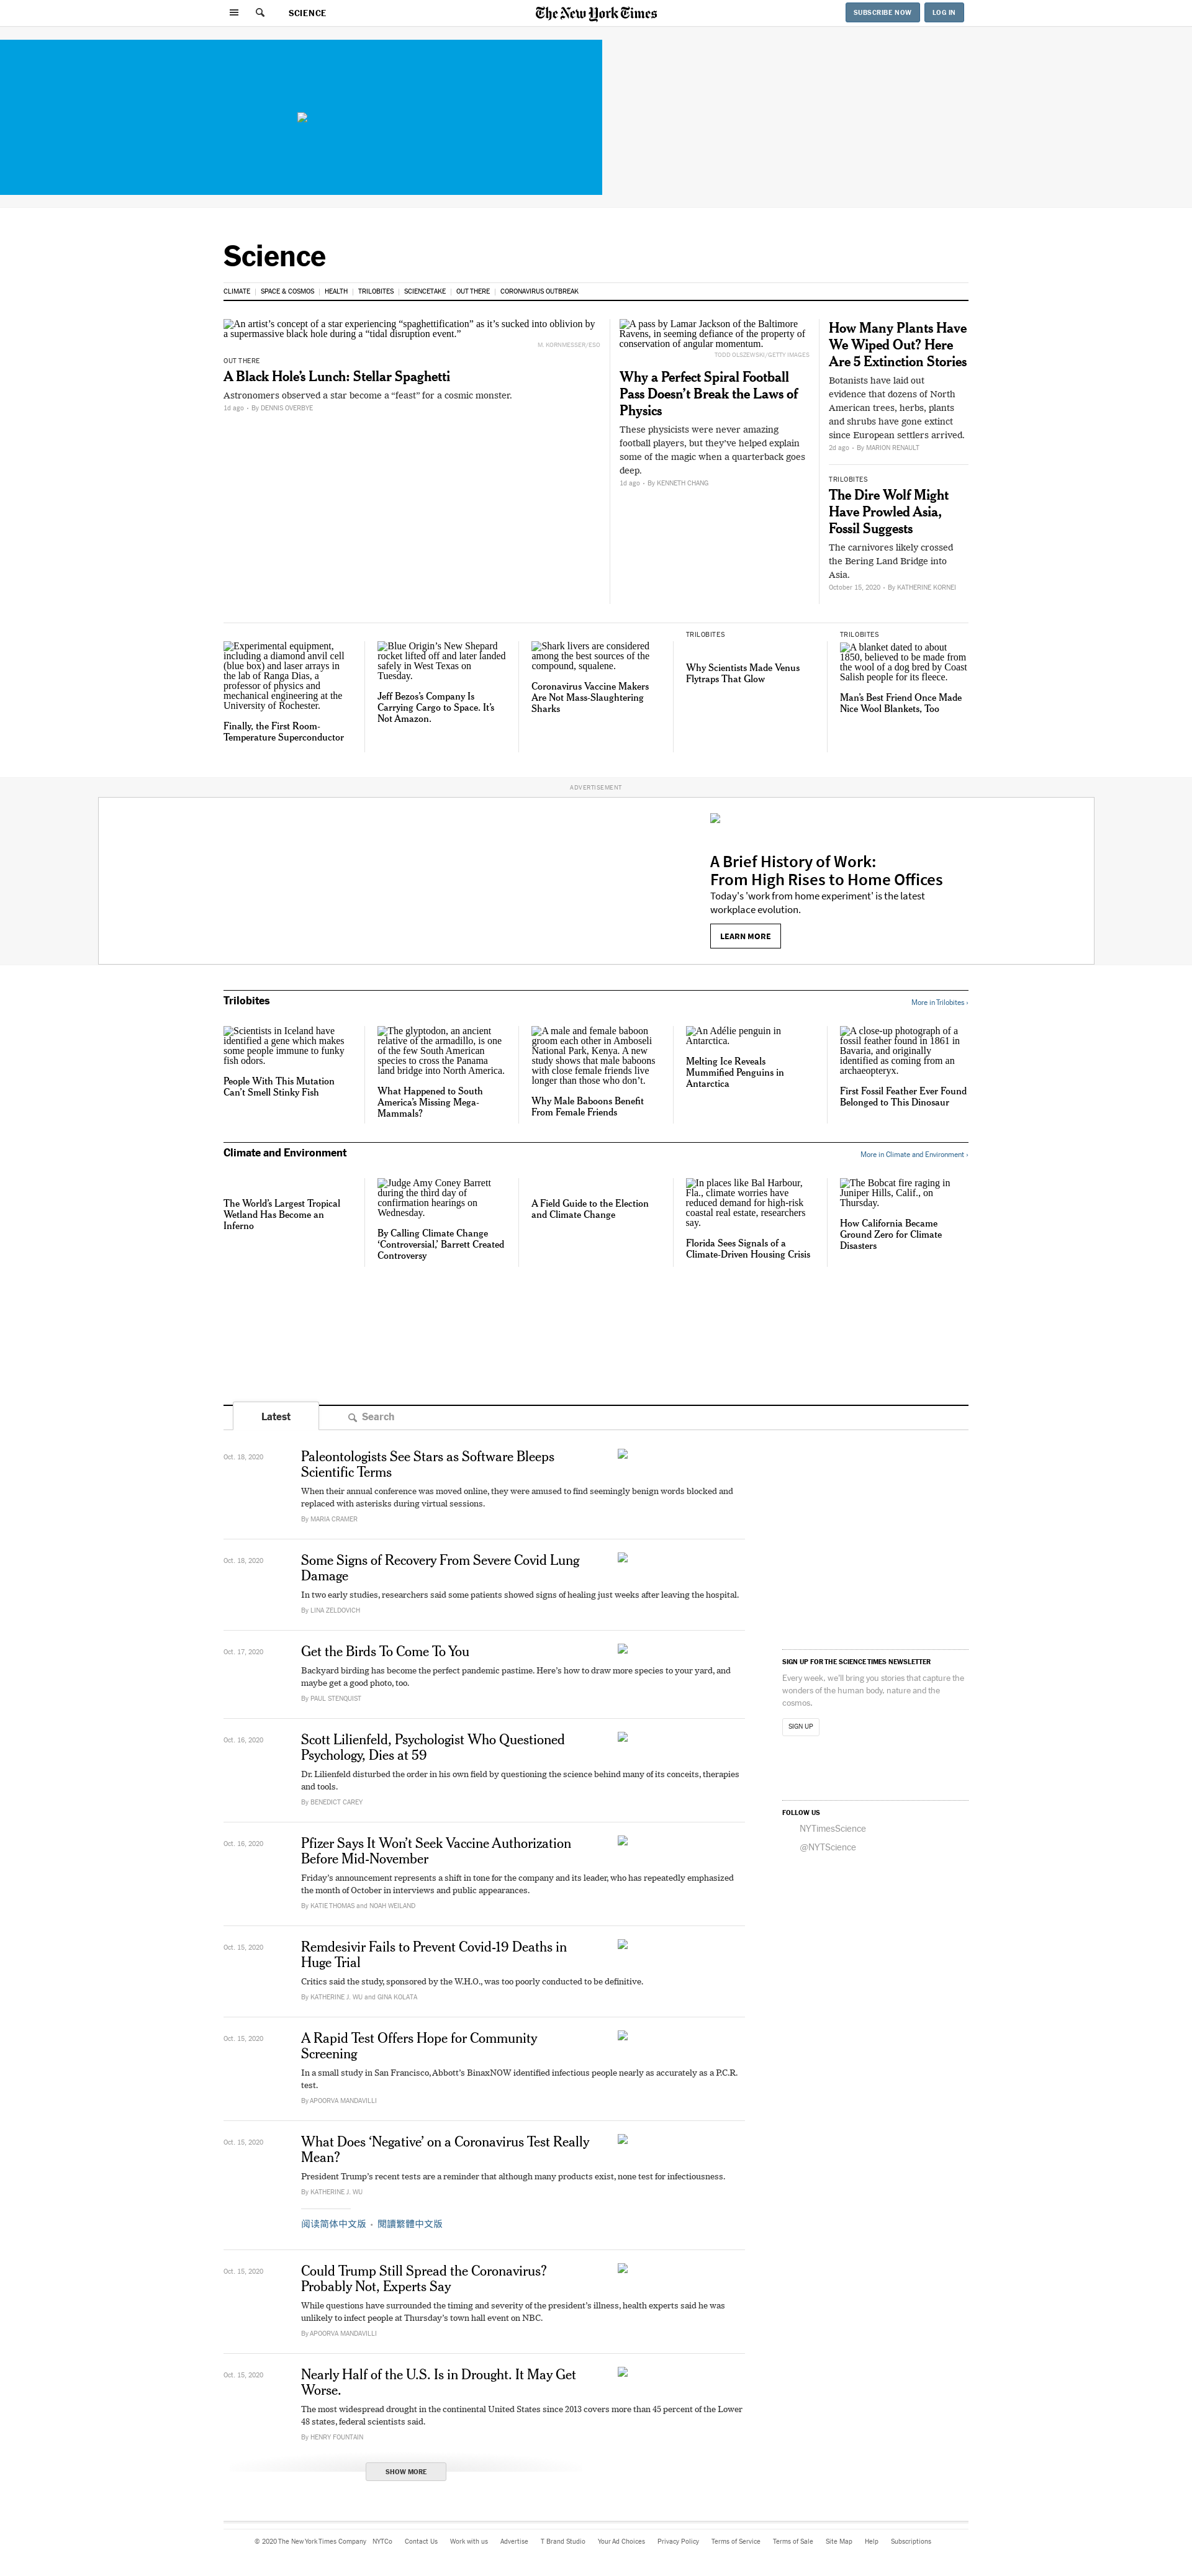 SCIENCE
The New York Times
SUBSCRIBE NOW
LOG IN
Science
CLIMATE | SPACE & COSMOS | HEALTH | TRILOBITES | SCIENCETAKE | OUT THERE | CORONAVIRUS OUTBREAK
An artist’s concept of a star experiencing “spaghettification” as it’s sucked into oblivion by
a supermassive black hole during a “tidal disruption event.”
M. KORNMESSER/ESO
OUT THERE
A Black Hole’s Lunch: Stellar Spaghetti
Astronomers observed a star become a “feast” for a cosmic monster.
1d ago - By DENNIS OVERBYE
A pass by Lamar Jackson of the Baltimore
Ravens, in seeming defiance of the property of
conservation of angular momentum.
TODD OLSZEWSKI/GETTY IMAGES
Why a Perfect Spiral Football
Pass Doesn’t Break the Laws of
Physics
These physicists were never amazing
football players, but they’ve helped explain
some of the magic when a quarterback goes
deep.
1d ago - By KENNETH CHANG
How Many Plants Have
We Wiped Out? Here
Are 5 Extinction Stories
Botanists have laid out
evidence that dozens of North
American trees, herbs, plants
and shrubs have gone extinct
since European settlers arrived.
2d ago - By MARION RENAULT
TRILOBITES
The Dire Wolf Might
Have Prowled Asia,
Fossil Suggests
The carnivores likely crossed
the Bering Land Bridge into
Asia.
October 15, 2020 - By KATHERINE KORNEI
Experimental equipment,
including a diamond anvil cell
(blue box) and laser arrays in
the lab of Ranga Dias, a
professor of physics and
mechanical engineering at the
University of Rochester.
Finally, the First Room-
Temperature Superconductor
Blue Origin’s New Shepard
rocket lifted off and later landed
safely in West Texas on
Tuesday.
Jeff Bezos’s Company Is
Carrying Cargo to Space. It’s
Not Amazon.
Shark livers are considered
among the best sources of the
compound, squalene.
Coronavirus Vaccine Makers
Are Not Mass-Slaughtering
Sharks
TRILOBITES
Why Scientists Made Venus
Flytraps That Glow
TRILOBITES
A blanket dated to about
1850, believed to be made from
the wool of a dog bred by Coast
Salish people for its fleece.
Man’s Best Friend Once Made
Nice Wool Blankets, Too
ADVERTISEMENT
A Brief History of Work:
From High Rises to Home Offices
Today's 'work from home experiment' is the latest
workplace evolution.
LEARN MORE
Trilobites
More in Trilobites ›
Scientists in Iceland have
identified a gene which makes
some people immune to funky
fish odors.
People With This Mutation
Can’t Smell Stinky Fish
The glyptodon, an ancient
relative of the armadillo, is one
of the few South American
species to cross the Panama
land bridge into North America.
What Happened to South
America’s Missing Mega-
Mammals?
A male and female baboon
groom each other in Amboseli
National Park, Kenya. A new
study shows that male baboons
with close female friends live
longer than those who don’t.
Why Male Baboons Benefit
From Female Friends
An Adélie penguin in
Antarctica.
Melting Ice Reveals
Mummified Penguins in
Antarctica
A close-up photograph of a
fossil feather found in 1861 in
Bavaria, and originally
identified as coming from an
archaeopteryx.
First Fossil Feather Ever Found
Belonged to This Dinosaur
Climate and Environment
More in Climate and Environment ›
The World’s Largest Tropical
Wetland Has Become an
Inferno
Judge Amy Coney Barrett
during the third day of
confirmation hearings on
Wednesday.
By Calling Climate Change
‘Controversial,’ Barrett Created
Controversy
A Field Guide to the Election
and Climate Change
In places like Bal Harbour,
Fla., climate worries have
reduced demand for high-risk
coastal real estate, researchers
say.
Florida Sees Signals of a
Climate-Driven Housing Crisis
The Bobcat fire raging in
Juniper Hills, Calif., on
Thursday.
How California Became
Ground Zero for Climate
Disasters
Latest
Search
Oct. 18, 2020
Paleontologists See Stars as Software Bleeps
Scientific Terms
When their annual conference was moved online, they were amused to find seemingly benign words blocked and
replaced with asterisks during virtual sessions.
By MARIA CRAMER
Oct. 18, 2020
Some Signs of Recovery From Severe Covid Lung
Damage
In two early studies, researchers said some patients showed signs of healing just weeks after leaving the hospital.
By LINA ZELDOVICH
Oct. 17, 2020
Get the Birds To Come To You
Backyard birding has become the perfect pandemic pastime. Here’s how to draw more species to your yard, and
maybe get a good photo, too.
By PAUL STENQUIST
Oct. 16, 2020
Scott Lilienfeld, Psychologist Who Questioned
Psychology, Dies at 59
Dr. Lilienfeld disturbed the order in his own field by questioning the science behind many of its conceits, therapies
and tools.
By BENEDICT CAREY
Oct. 16, 2020
Pfizer Says It Won’t Seek Vaccine Authorization
Before Mid-November
Friday’s announcement represents a shift in tone for the company and its leader, who has repeatedly emphasized
the month of October in interviews and public appearances.
By KATIE THOMAS and NOAH WEILAND
Oct. 15, 2020
Remdesivir Fails to Prevent Covid-19 Deaths in
Huge Trial
Critics said the study, sponsored by the W.H.O., was too poorly conducted to be definitive.
By KATHERINE J. WU and GINA KOLATA
Oct. 15, 2020
A Rapid Test Offers Hope for Community
Screening
In a small study in San Francisco, Abbott’s BinaxNOW identified infectious people nearly as accurately as a P.C.R.
test.
By APOORVA MANDAVILLI
Oct. 15, 2020
What Does ‘Negative’ on a Coronavirus Test Really
Mean?
President Trump’s recent tests are a reminder that although many products exist, none test for infectiousness.
By KATHERINE J. WU
阅读简体中文版 - 閱讀繁體中文版
Oct. 15, 2020
Could Trump Still Spread the Coronavirus?
Probably Not, Experts Say
While questions have surrounded the timing and severity of the president’s illness, health experts said he was
unlikely to infect people at Thursday’s town hall event on NBC.
By APOORVA MANDAVILLI
Oct. 15, 2020
Nearly Half of the U.S. Is in Drought. It May Get
Worse.
The most widespread drought in the continental United States since 2013 covers more than 45 percent of the Lower
48 states, federal scientists said.
By HENRY FOUNTAIN
SHOW MORE
SIGN UP FOR THE SCIENCE TIMES NEWSLETTER
Every week, we’ll bring you stories that capture the
wonders of the human body, nature and the
cosmos.
SIGN UP
FOLLOW US
NYTimesScience
@NYTScience
© 2020 The New York Times Company NYTCo Contact Us Work with us Advertise T Brand Studio Your Ad Choices Privacy Policy Terms of Service Terms of Sale Site Map Help Subscriptions